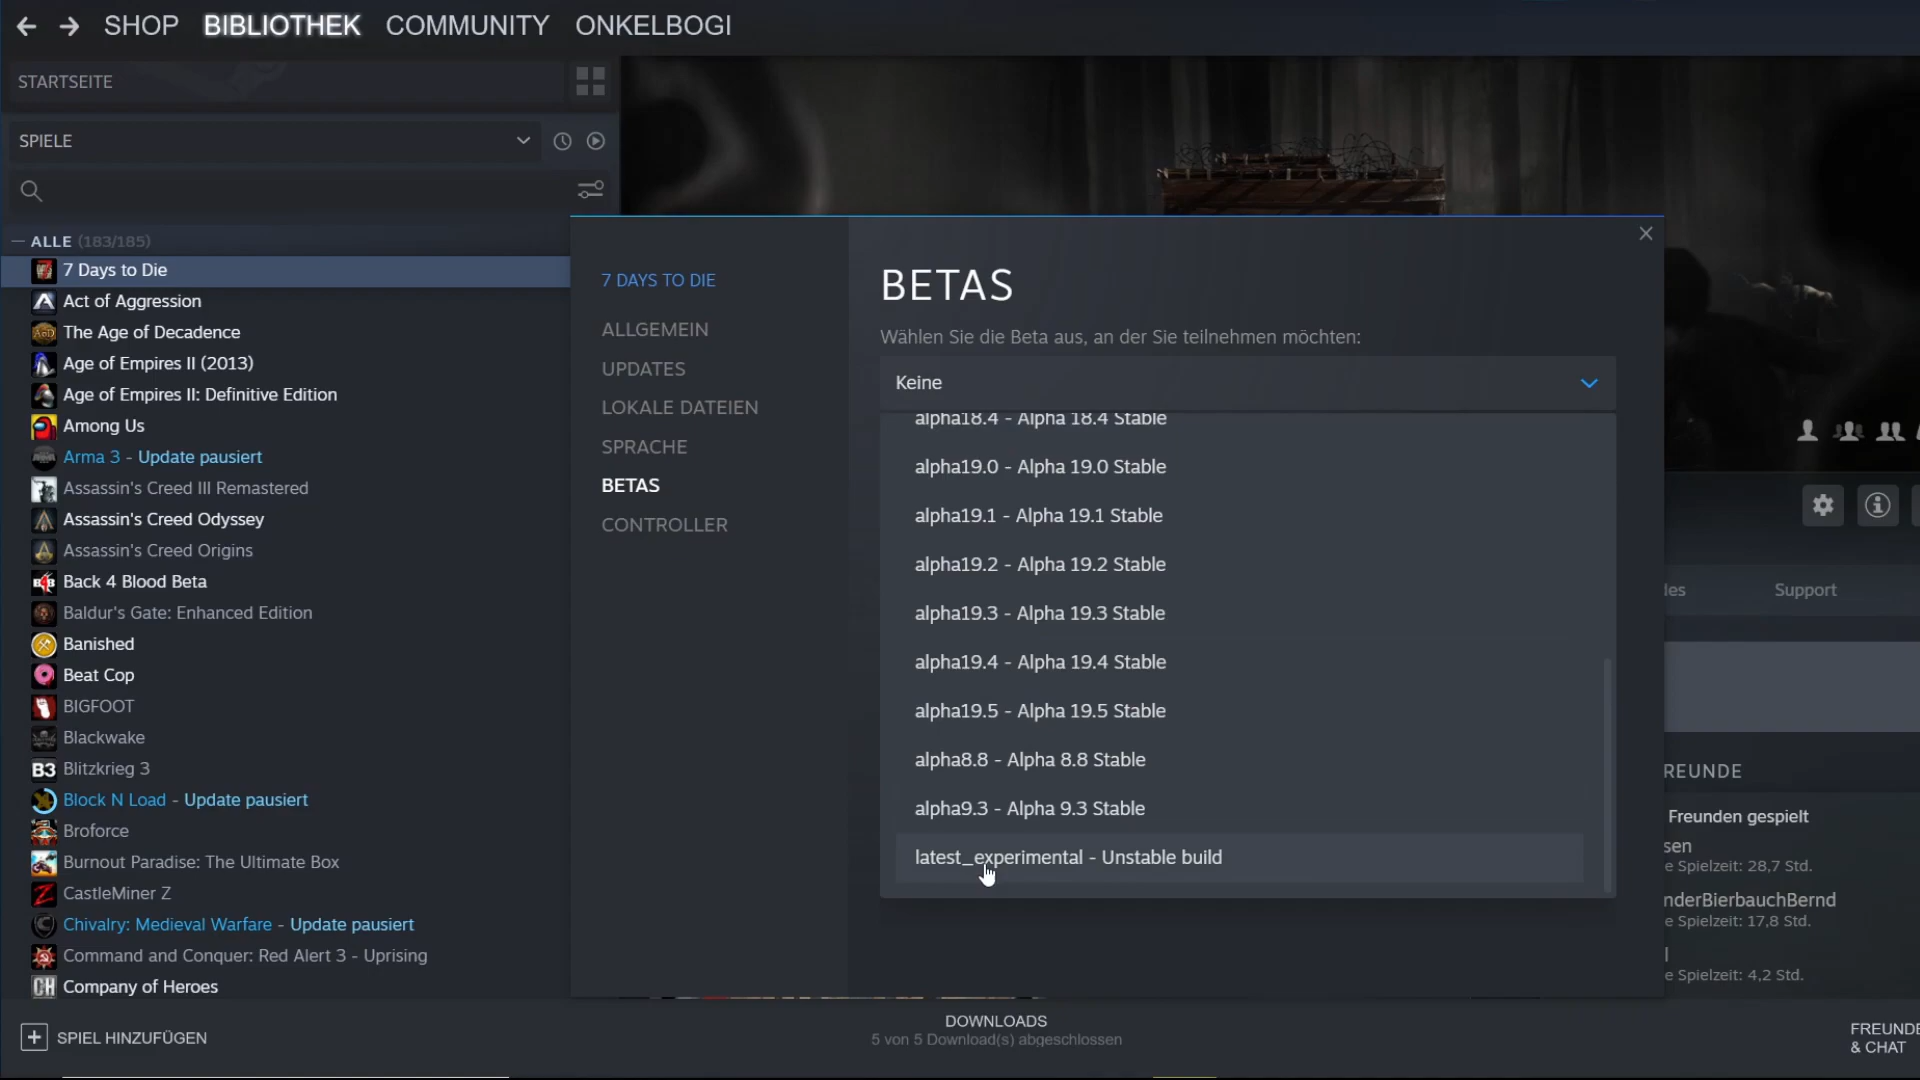 SHOP BIBLIOTHEK COMMUNITY ONKELBOGI
STARTSEITE
SPIELE
ALLE (183/185)
7 Days to Die
Act of Aggression
The Age of Decadence
Age of Empires II (2013)
Age of Empires II: Definitive Edition
Among Us
Arma 3 - Update pausiert
Assassin's Creed III Remastered
Assassin's Creed Odyssey
Assassin's Creed Origins
Back 4 Blood Beta
Baldur's Gate: Enhanced Edition
Banished
Beat Cop
BIGFOOT
Blackwake
Blitzkrieg 3
Block N Load - Update pausiert
Broforce
Burnout Paradise: The Ultimate Box
CastleMiner Z
Chivalry: Medieval Warfare - Update pausiert
Command and Conquer: Red Alert 3 - Uprising
Company of Heroes
SPIEL HINZUFÜGEN
7 DAYS TO DIE
ALLGEMEIN
UPDATES
LOKALE DATEIEN
SPRACHE
BETAS
CONTROLLER
BETAS
Wählen Sie die Beta aus, an der Sie teilnehmen möchten:
Keine
alpha18.4 - Alpha 18.4 Stable
alpha19.0 - Alpha 19.0 Stable
alpha19.1 - Alpha 19.1 Stable
alpha19.2 - Alpha 19.2 Stable
alpha19.3 - Alpha 19.3 Stable
alpha19.4 - Alpha 19.4 Stable
alpha19.5 - Alpha 19.5 Stable
alpha8.8 - Alpha 8.8 Stable
alpha9.3 - Alpha 9.3 Stable
latest_experimental - Unstable build
Support
REUNDE
Freunden gespielt
sen
e Spielzeit: 28,7 Std.
nderBierbauchBernd
e Spielzeit: 17,8 Std.
e Spielzeit: 4,2 Std.
DOWNLOADS
5 von 5 Download(s) abgeschlossen
FREUNDE
& CHAT